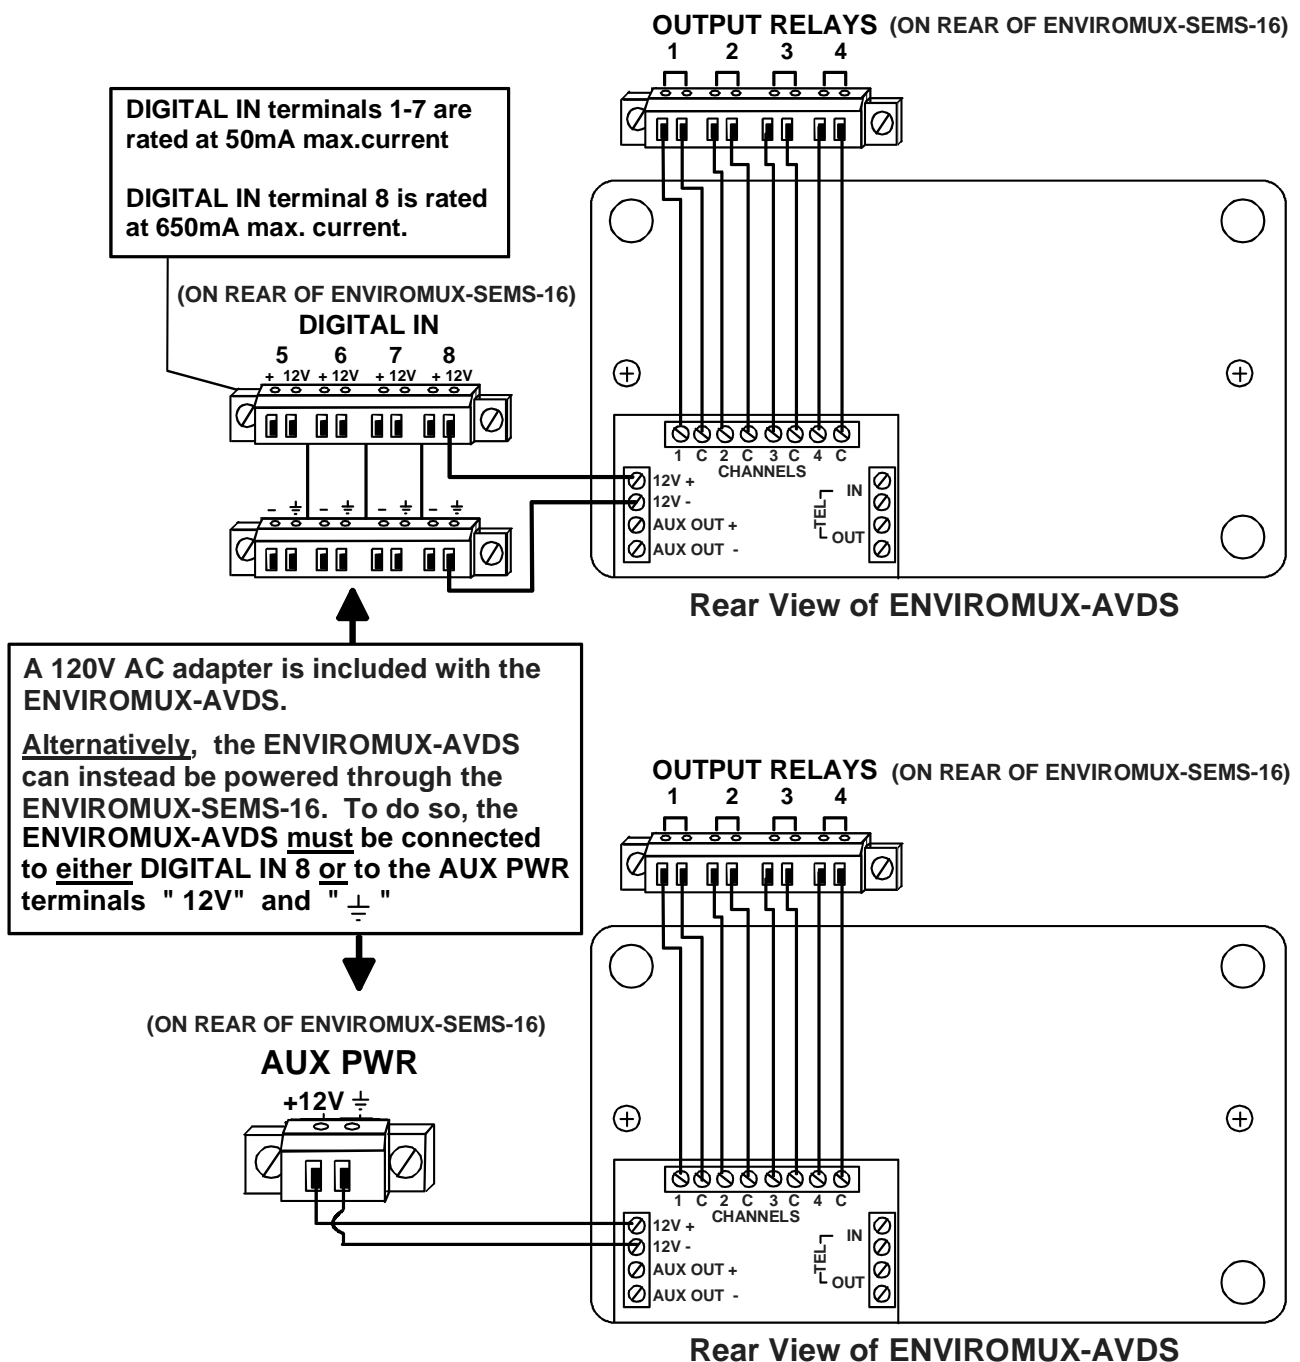 OUTPUT RELAYS (ON REAR OF ENVIROMUX-SEMS-16)
1 2 3 4
DIGITAL IN terminals 1-7 are
rated at 50mA max.current
DIGITAL IN terminal 8 is rated
at 650mA max. current.
(ON REAR OF ENVIROMUX-SEMS-16)
DIGITAL IN
5 6 7 8
+ 12V + 12V + 12V + 12V
- ⏚ - ⏚ - ⏚ - ⏚
1 C 2 C 3 C 4 C
CHANNELS
12V +
12V -
AUX OUT +
AUX OUT -
TEL
IN
OUT
Rear View of ENVIROMUX-AVDS
A 120V AC adapter is included with the
ENVIROMUX-AVDS.
Alternatively, the ENVIROMUX-AVDS
can instead be powered through the
ENVIROMUX-SEMS-16. To do so, the
ENVIROMUX-AVDS must be connected
to either DIGITAL IN 8 or to the AUX PWR
terminals " 12V" and " ⏚ "
OUTPUT RELAYS (ON REAR OF ENVIROMUX-SEMS-16)
1 2 3 4
(ON REAR OF ENVIROMUX-SEMS-16)
AUX PWR
+12V ⏚
1 C 2 C 3 C 4 C
CHANNELS
12V +
12V -
AUX OUT +
AUX OUT -
TEL
IN
OUT
Rear View of ENVIROMUX-AVDS